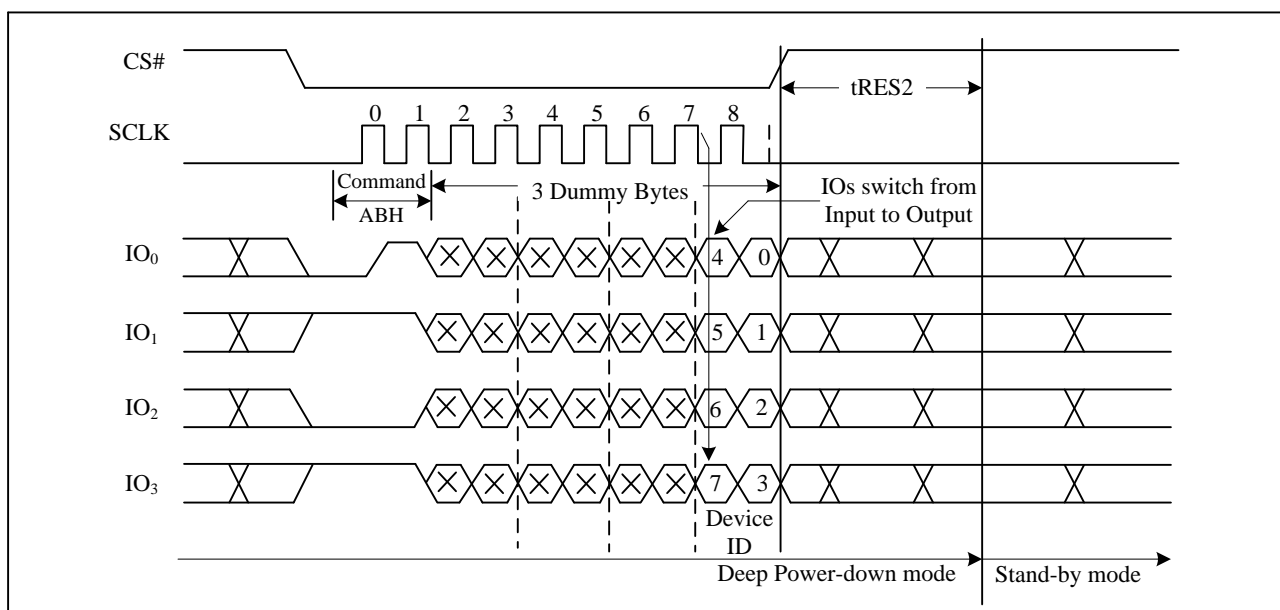 CS#
tRES2
0 1 2 3 4 5 6 7 8
SCLK
Command
ABH
3 Dummy Bytes
IOs switch from
Input to Output
IO0
4 0
IO1
5 1
IO2
6 2
IO3
7 3
Device
ID
Deep Power-down mode
Stand-by mode